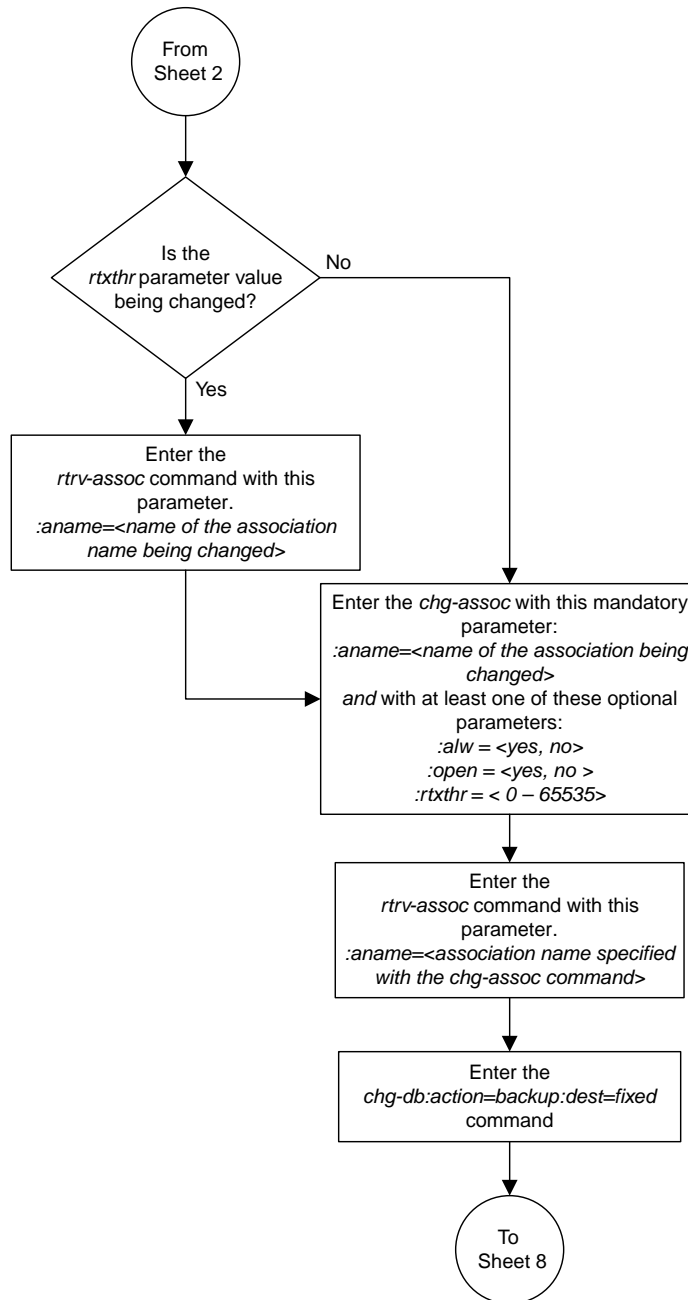 From
Sheet 2
Is the
rtxthr parameter value
being changed?
No
Yes
Enter the
rtrv-assoc command with this
parameter.
:aname=<name of the association
name being changed>
Enter the chg-assoc with this mandatory
parameter:
:aname=<name of the association being
changed>
and with at least one of these optional
parameters:
:alw = <yes, no>
:open = <yes, no >
:rtxthr = < 0 – 65535>
Enter the
rtrv-assoc command with this
parameter.
:aname=<association name specified
with the chg-assoc command>
Enter the
chg-db:action=backup:dest=fixed
command
To
Sheet 8